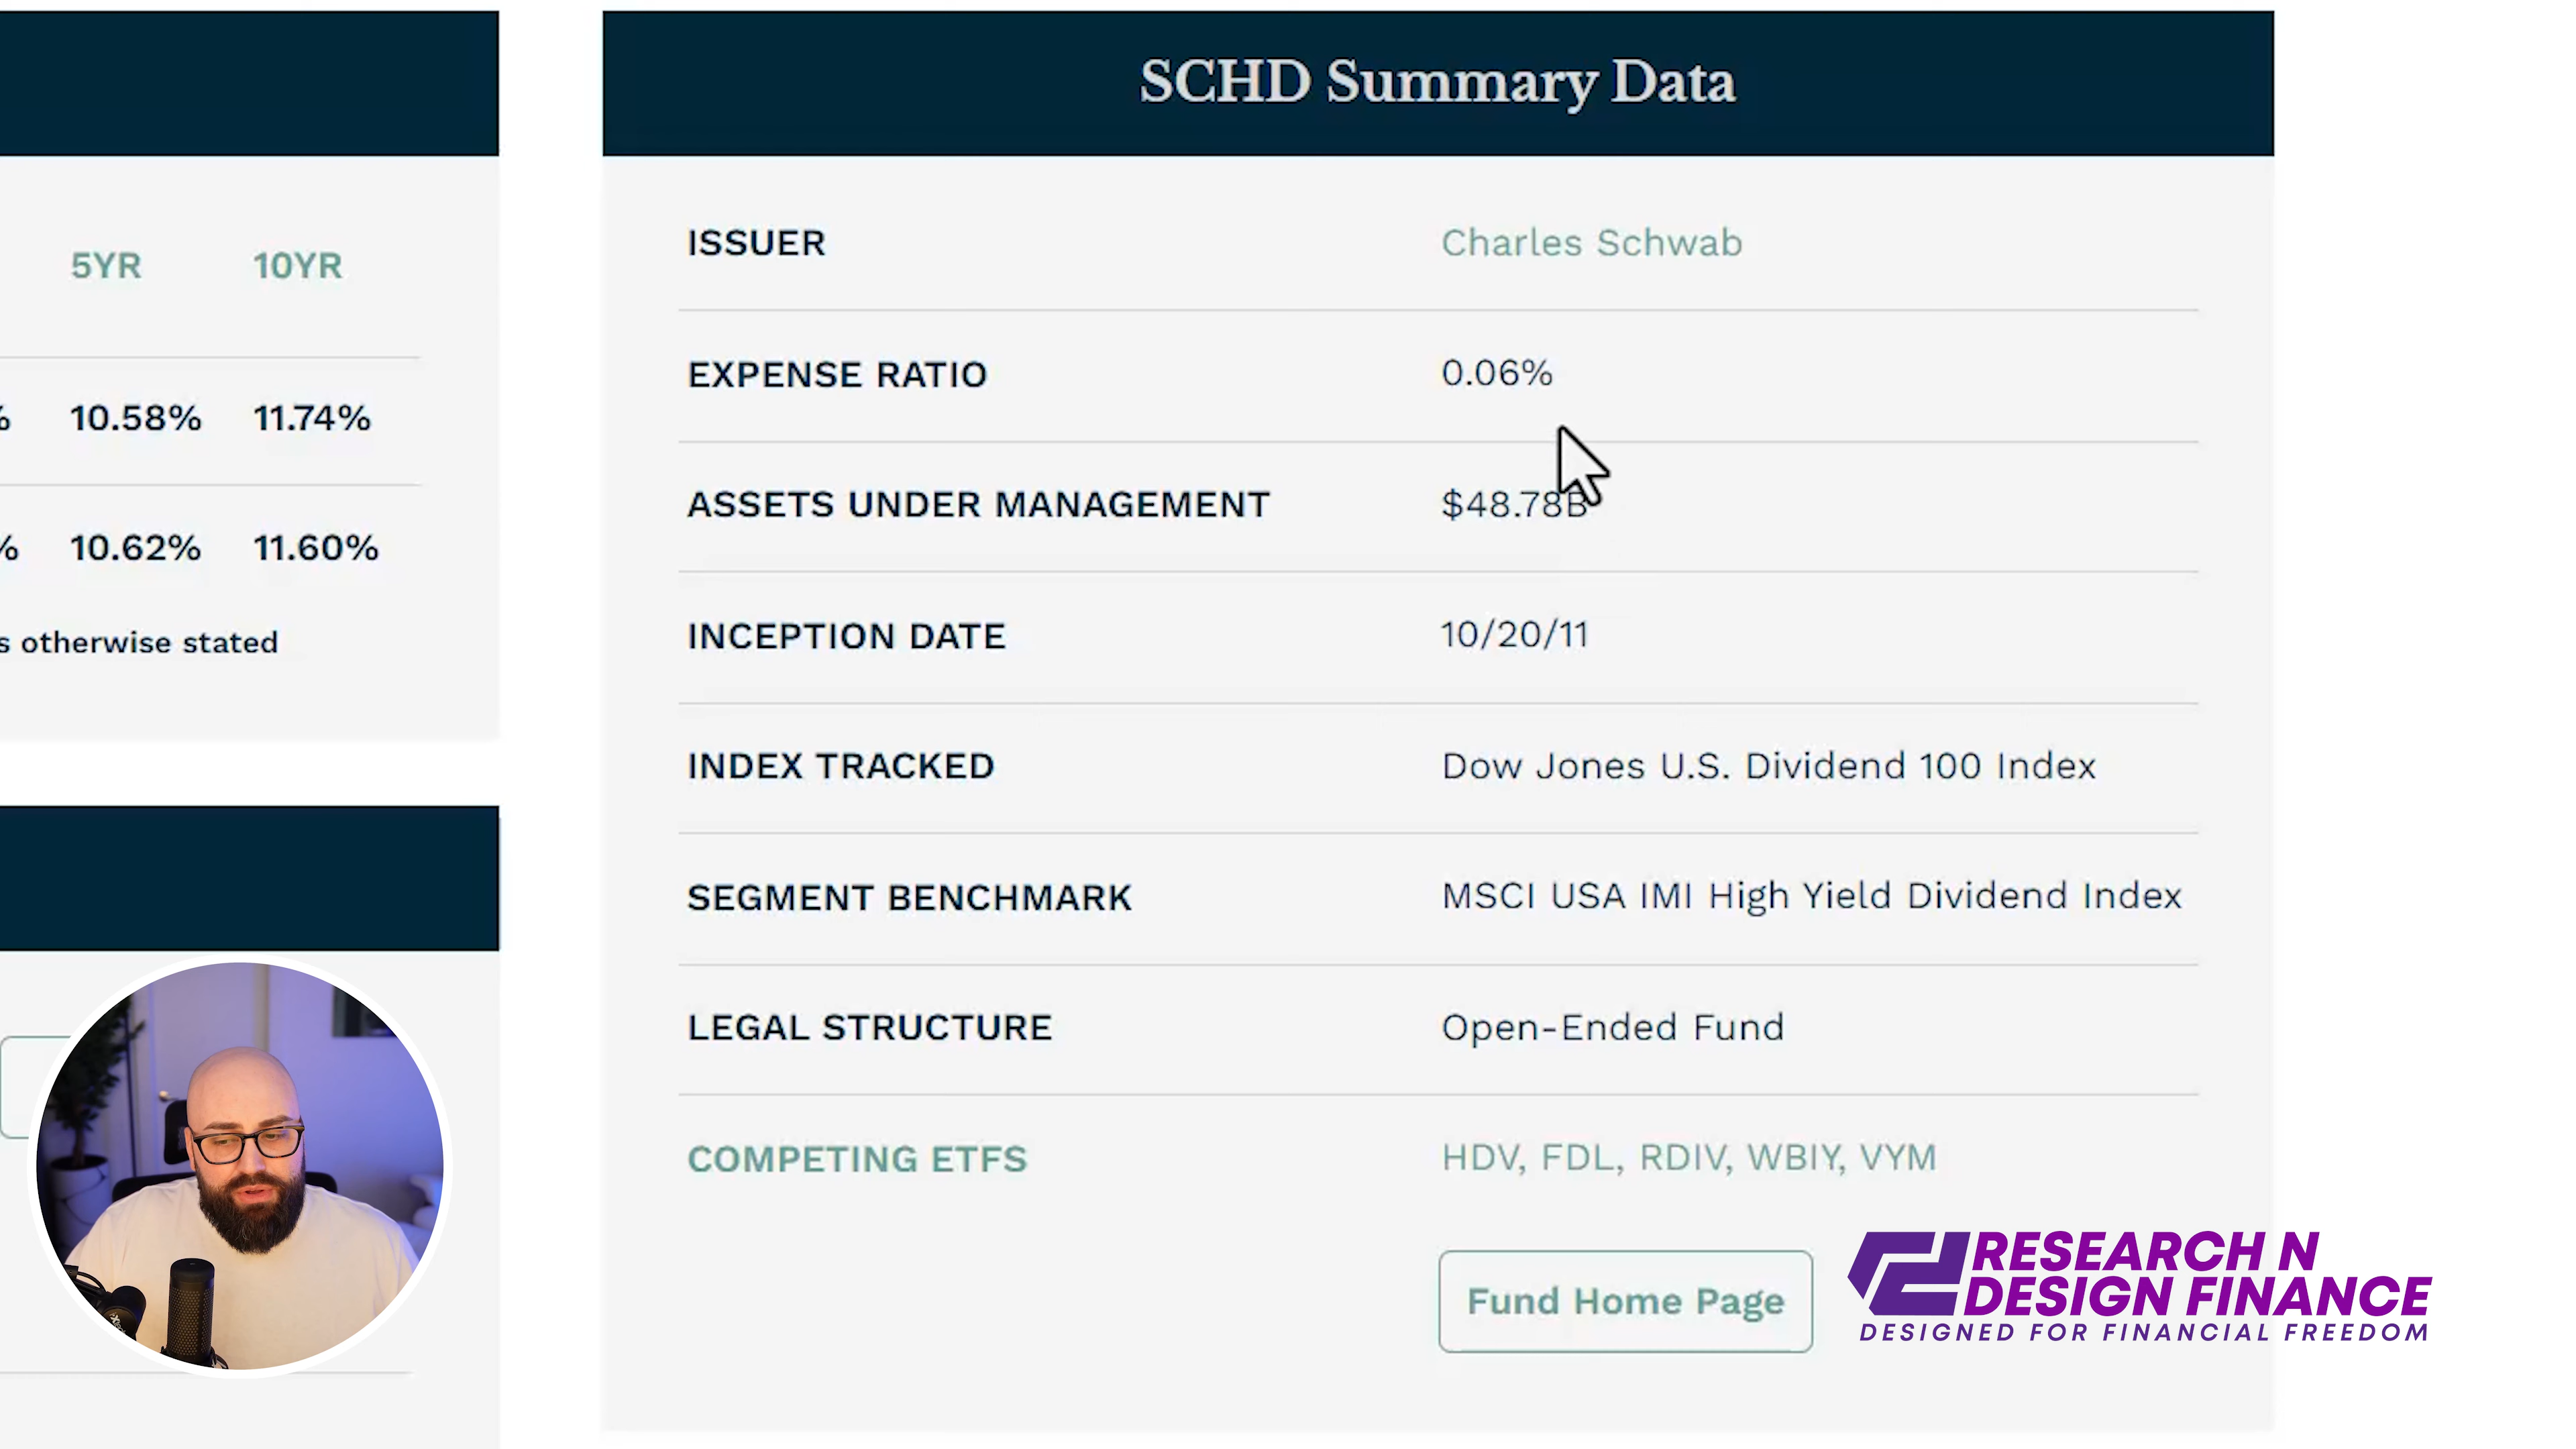 5YR 10YR
10.58% 11.74%
% 10.62% 11.60%
s otherwise stated
SCHD Summary Data
ISSUER Charles Schwab
EXPENSE RATIO 0.06%
ASSETS UNDER MANAGEMENT $48.78B
INCEPTION DATE 10/20/11
INDEX TRACKED Dow Jones U.S. Dividend 100 Index
SEGMENT BENCHMARK MSCI USA IMI High Yield Dividend Index
LEGAL STRUCTURE Open-Ended Fund
COMPETING ETFS HDV, FDL, RDIV, WBIY, VYM
Fund Home Page
RESEARCH N
DESIGN FINANCE
DESIGNED FOR FINANCIAL FREEDOM